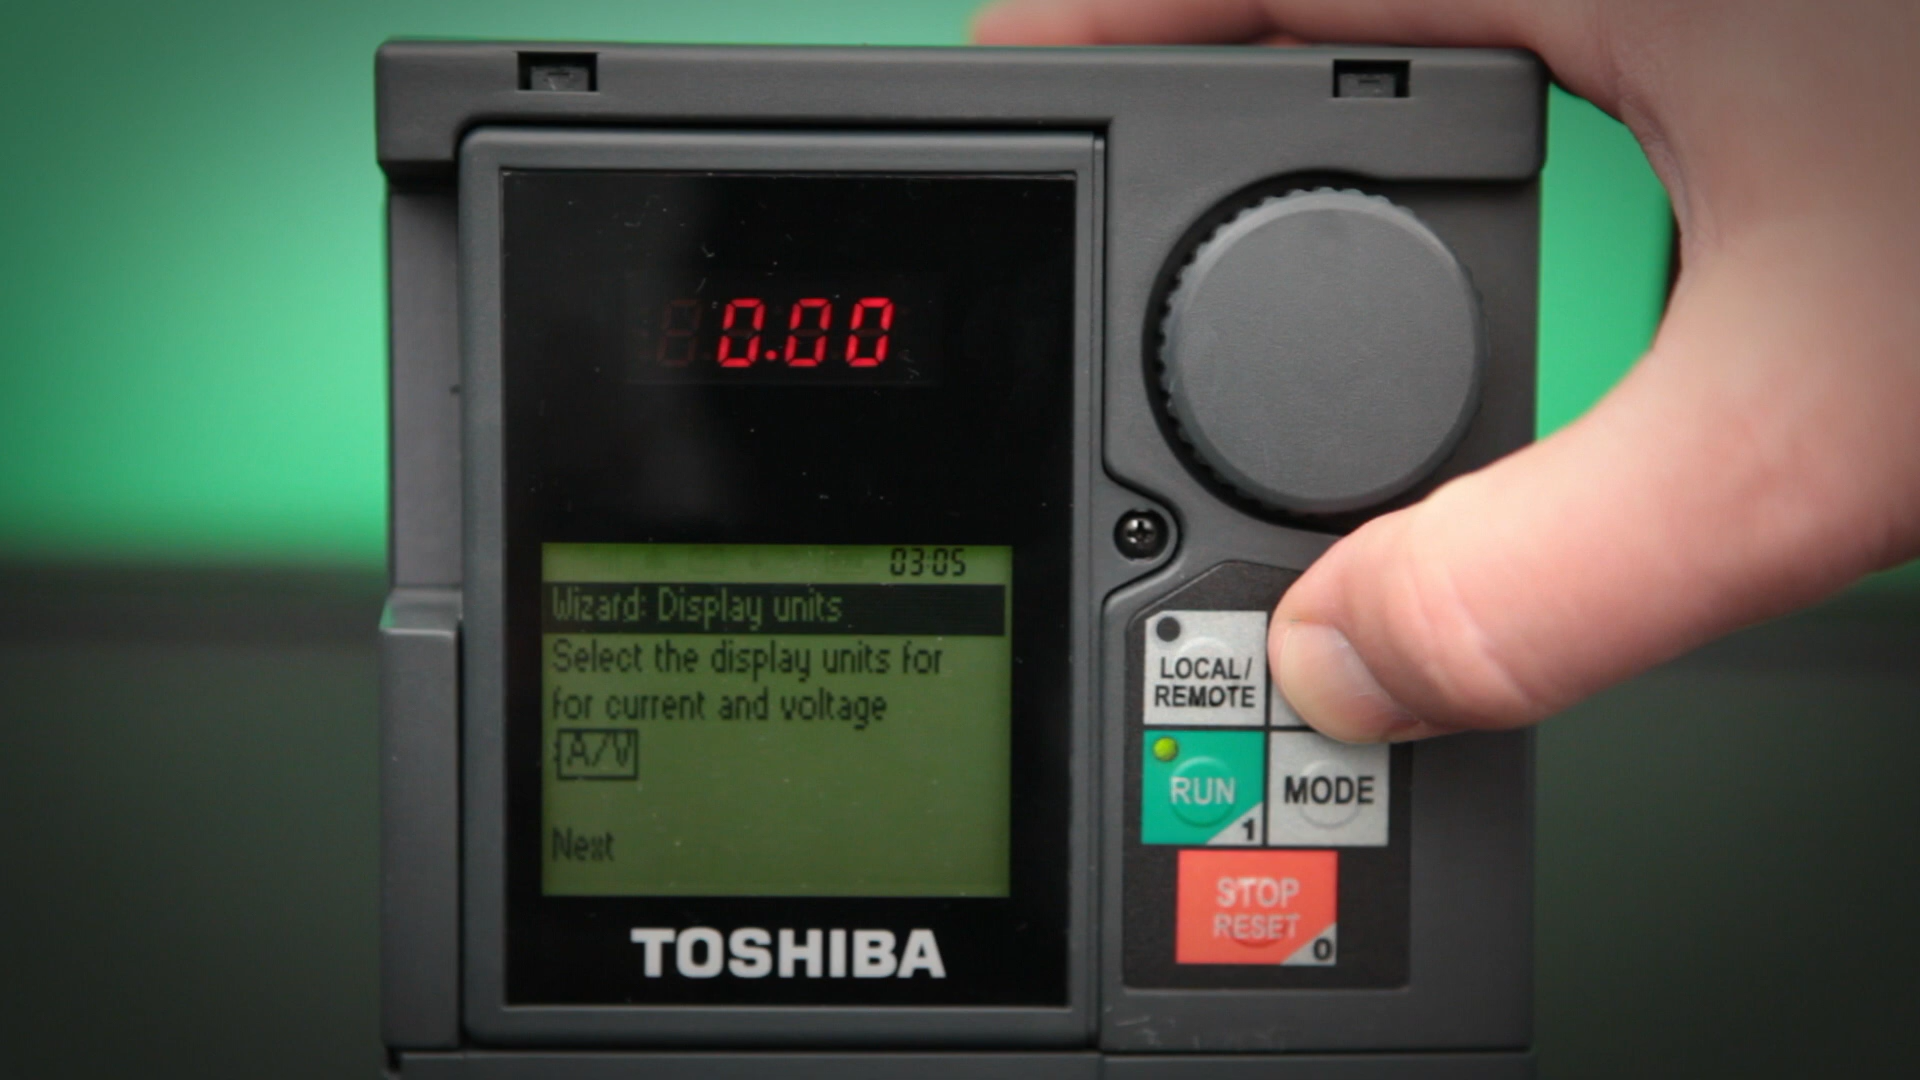 0.00
03:05
Wizard: Display units
Select the display units for
for current and voltage
:A/V
Next
TOSHIBA
LOCAL/
REMOTE
RUN
1
MODE
STOP
RESET
0